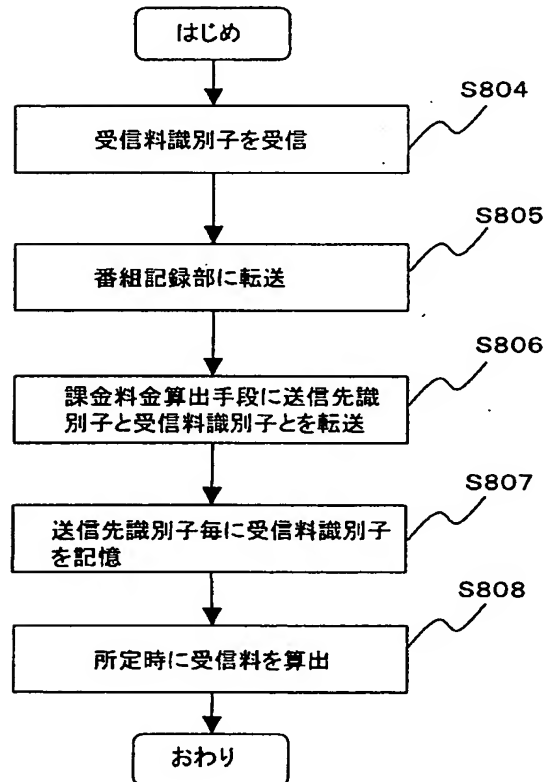 はじめ
S804
受信料識別子を受信
S805
番組記録部に転送
S806
課金料金算出手段に送信先識
別子と受信料識別子とを転送
S807
送信先識別子毎に受信料識別子
を記憶
S808
所定時に受信料を算出
おわり